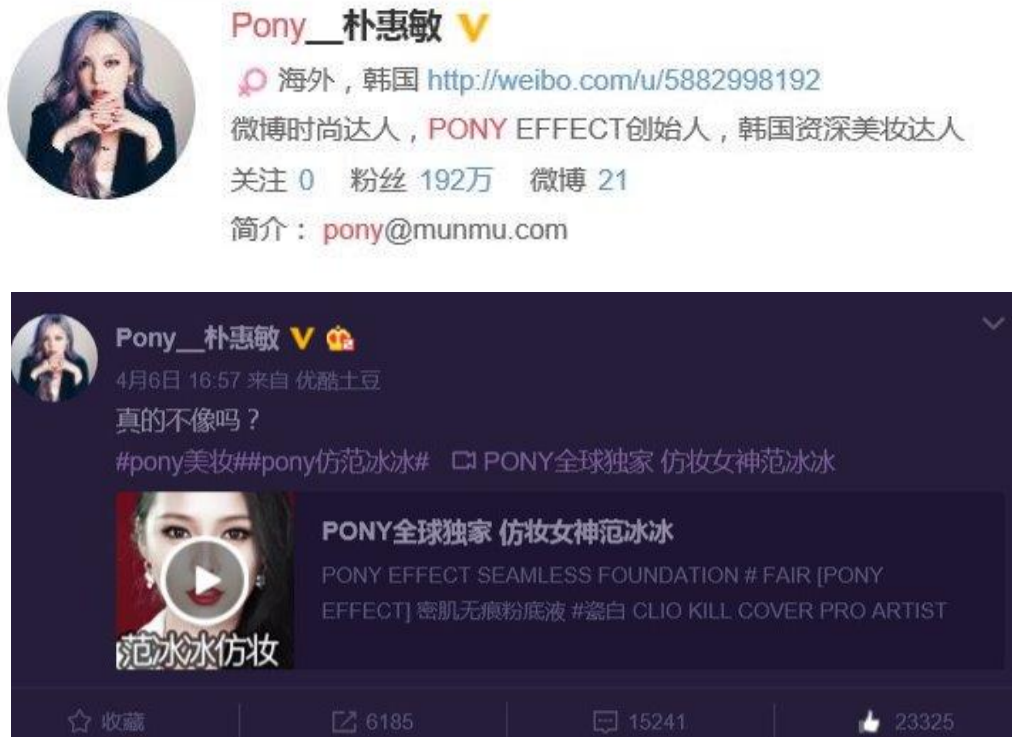 Pony__朴惠敏 V
海外，韩国 http://weibo.com/u/5882998192
微博时尚达人，PONY EFFECT创始人，韩国资深美妆达人
关注 0 粉丝 192万 微博 21
简介： pony@munmu.com
Pony__朴惠敏 V
4月6日 16:57 来自 优酷土豆
真的不像吗？
#pony美妆##pony仿范冰冰# PONY全球独家 仿妆女神范冰冰
PONY全球独家 仿妆女神范冰冰
PONY EFFECT SEAMLESS FOUNDATION # FAIR [PONY
EFFECT] 密肌无痕粉底液 #瓷白 CLIO KILL COVER PRO ARTIST
范冰冰仿妆
收藏 6185 15241 23325